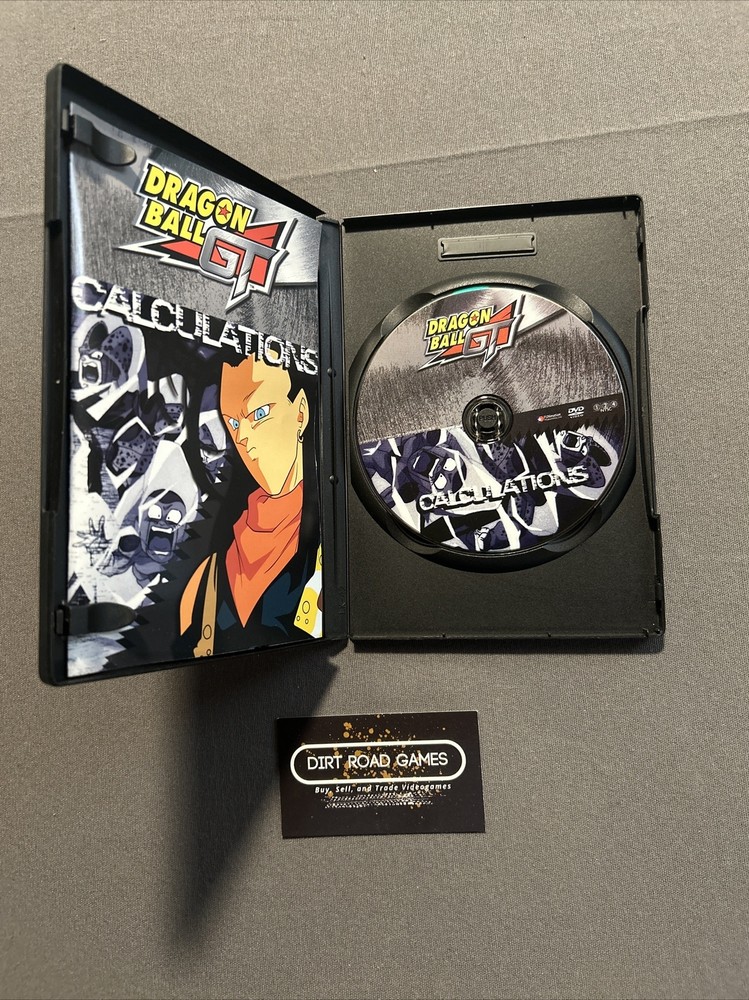 DRAGON
BALL
GT
CALCULATIONS
DRAGON
BALL
GT
DVD
CALCULATIONS
DIRT ROAD GAMES
Buy, Sell, and Trade Videogames